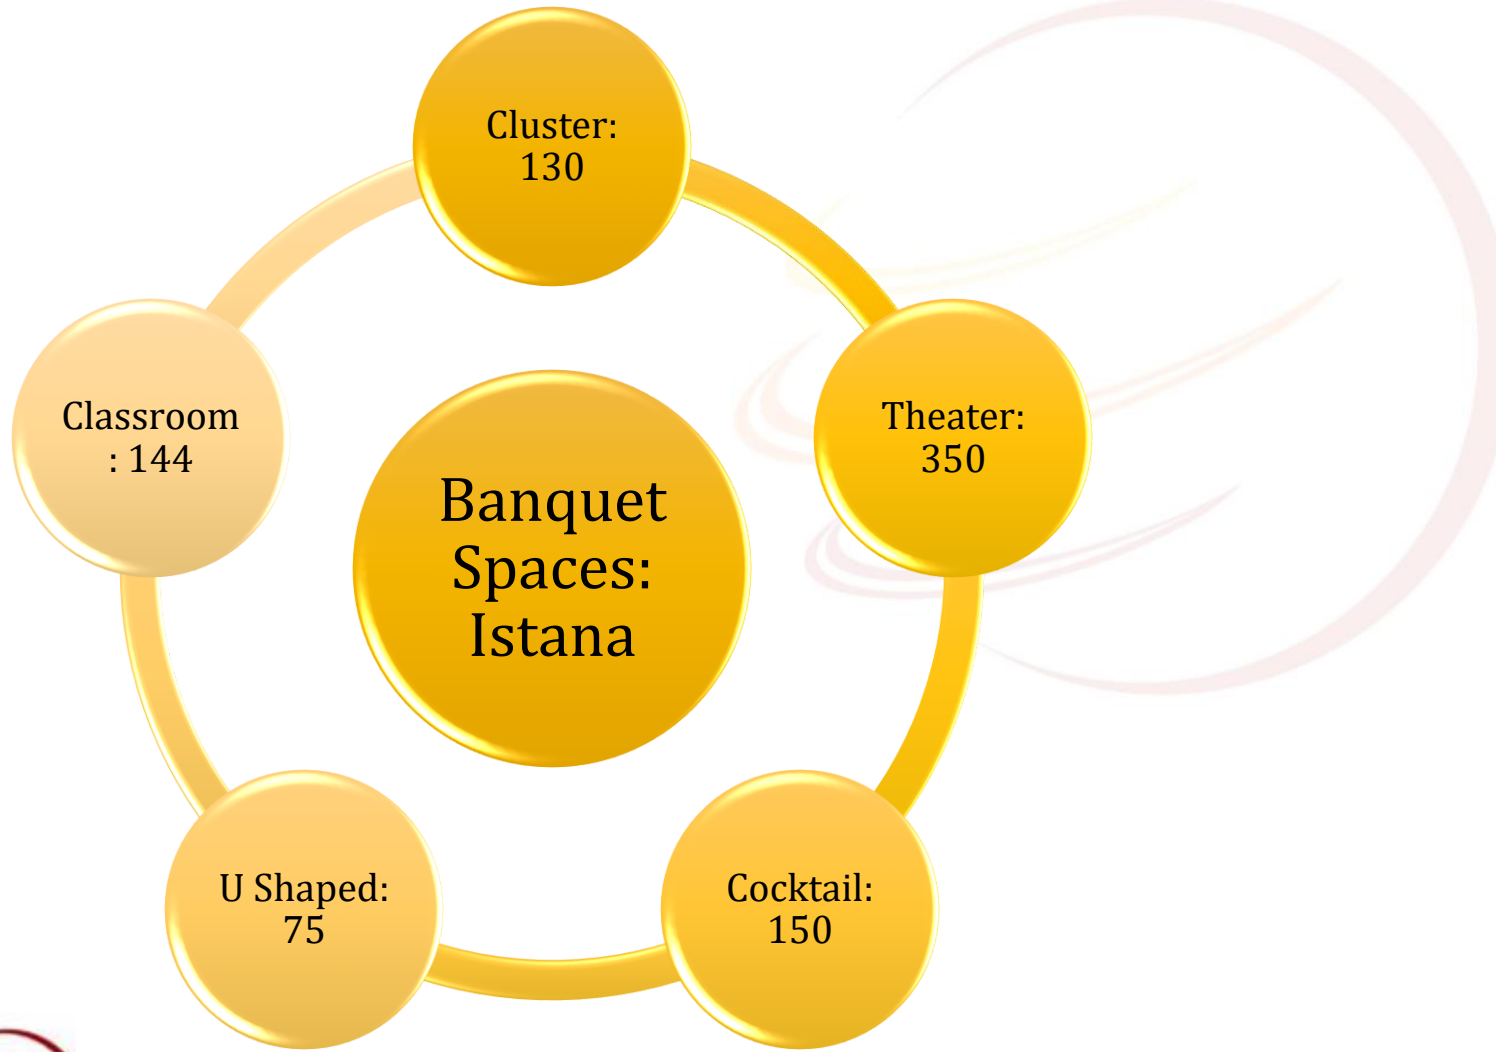 Cluster:
130
Theater:
350
Cocktail:
150
U Shaped:
75
Classroom
: 144
Banquet
Spaces:
Istana